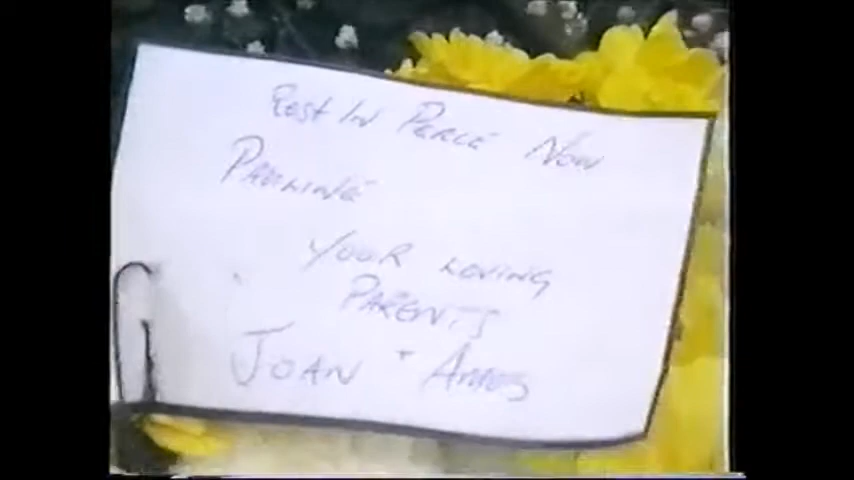 Rest IN PEACE NOW
PAULINE
YOUR LOVING
PARENTS
JOAN + AMOS